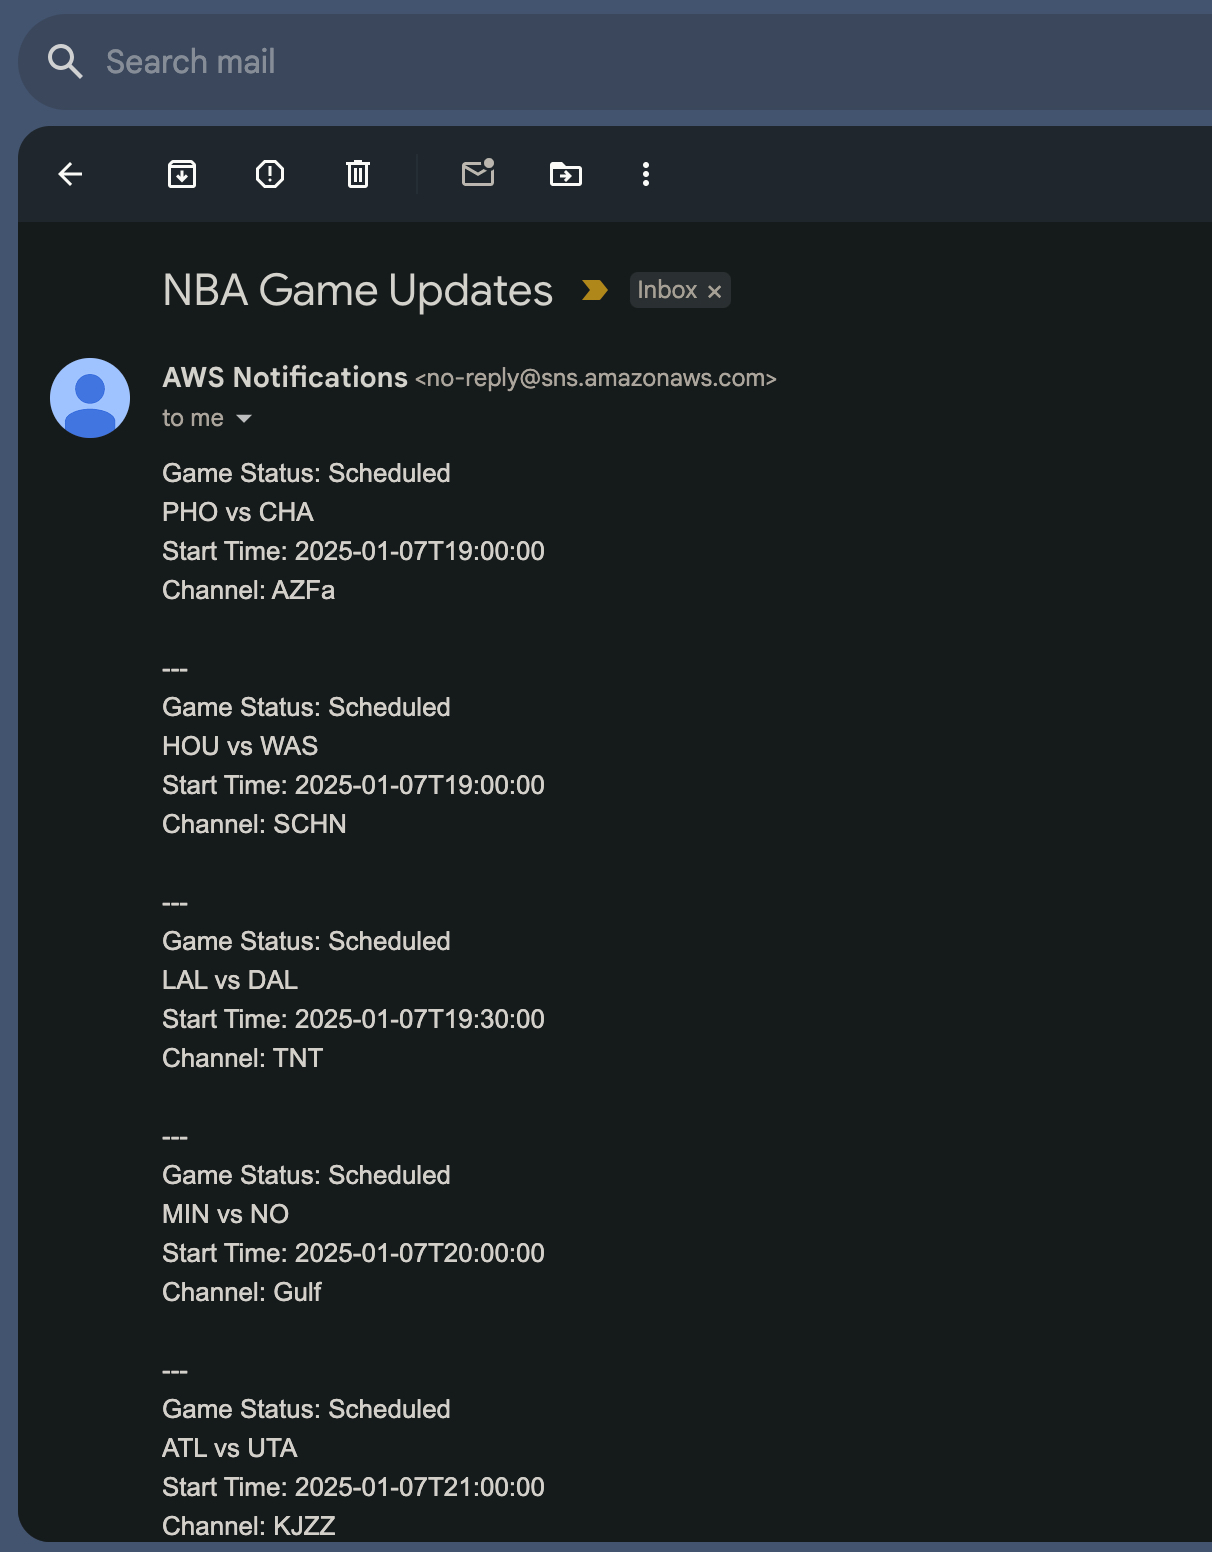 Search mail
NBA Game Updates Inbox ×
AWS Notifications <no-reply@sns.amazonaws.com>
to me
Game Status: Scheduled
PHO vs CHA
Start Time: 2025-01-07T19:00:00
Channel: AZFa
---
Game Status: Scheduled
HOU vs WAS
Start Time: 2025-01-07T19:00:00
Channel: SCHN
---
Game Status: Scheduled
LAL vs DAL
Start Time: 2025-01-07T19:30:00
Channel: TNT
---
Game Status: Scheduled
MIN vs NO
Start Time: 2025-01-07T20:00:00
Channel: Gulf
---
Game Status: Scheduled
ATL vs UTA
Start Time: 2025-01-07T21:00:00
Channel: KJZZ